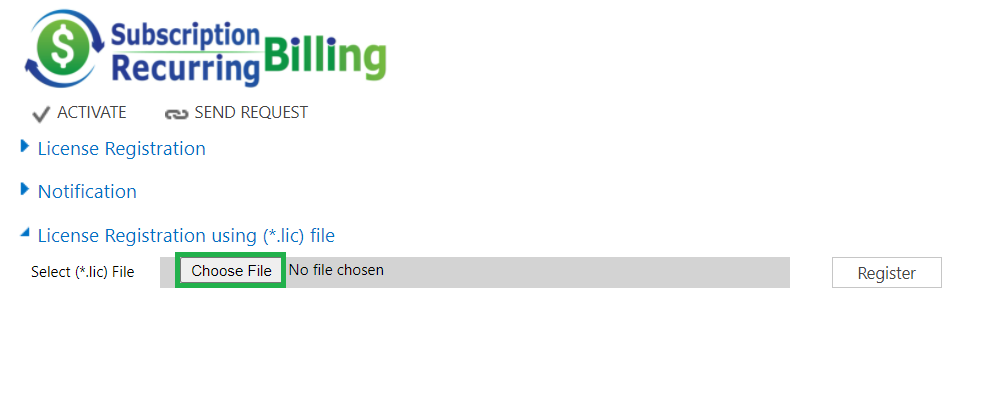 $ Subscription
Recurring Billing
ACTIVATE SEND REQUEST
License Registration
Notification
License Registration using (*.lic) file
Select (*.lic) File Choose File No file chosen Register